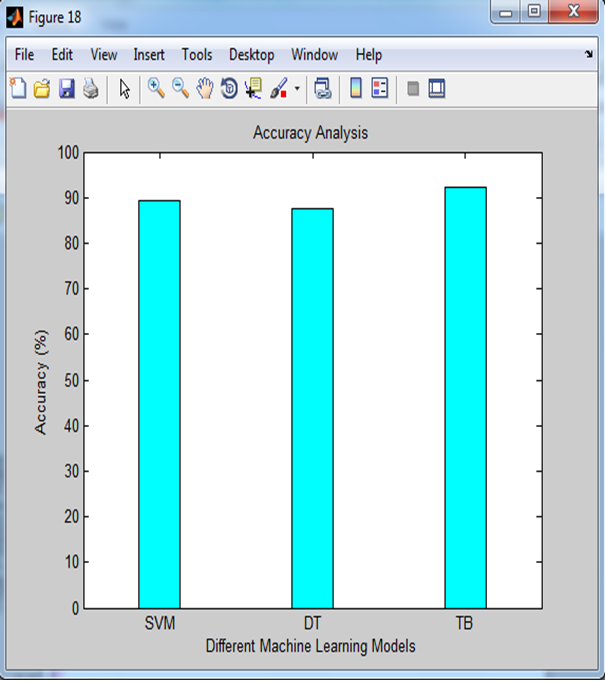 Figure 18
File Edit View Insert Tools Desktop Window Help
Accuracy Analysis
100
90
80
70
60
50
40
30
20
10
0
Accuracy (%)
SVM DT TB
Different Machine Learning Models